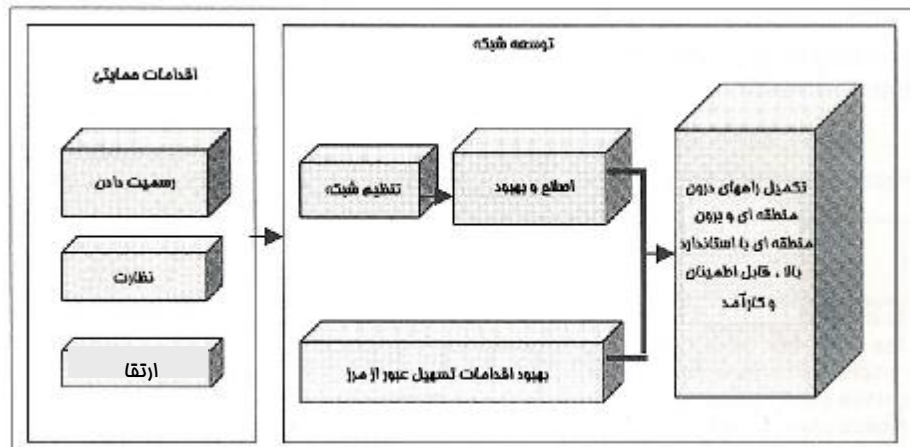 توسعه شبکه
اقدامات حمایتی
رسمیت دادن
نظارت
ارتقا
تنظیم شبکه
اصلاح و بهبود
بهبود اقدامات تسهیل عبور از مرز
تکمیل راههای درون
منطقه ای و برون
منطقه ای با استاندارد
بالا ، قابل اطمینان
و کارآمد